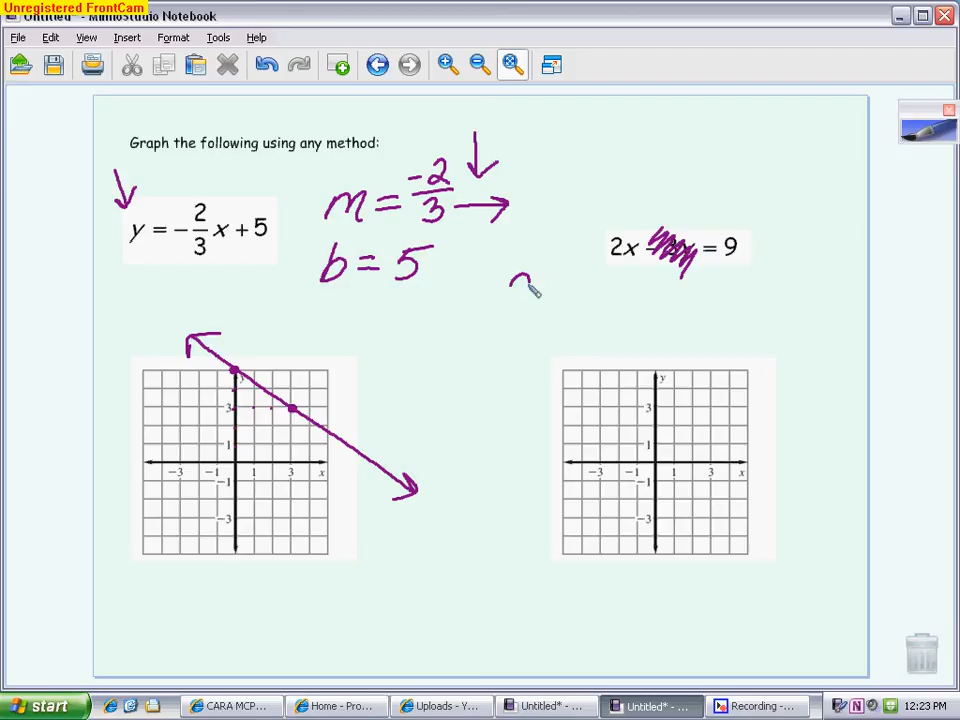 Unregistered FrontCam
Untitled* - MimioStudio Notebook
File Edit View Insert Format Tools Help
Graph the following using any method:
y = -2/3 x + 5
m = -2/3
b = 5
2x - = 9
y
3
1
-3 -1 1 3 x
-1
-3
y
3
1
-3 -1 1 3 x
-1
-3
start CARA MCP... Home - Pro... Uploads - Y... Untitled* - ... Untitled* - ... Recording -... 12:23 PM